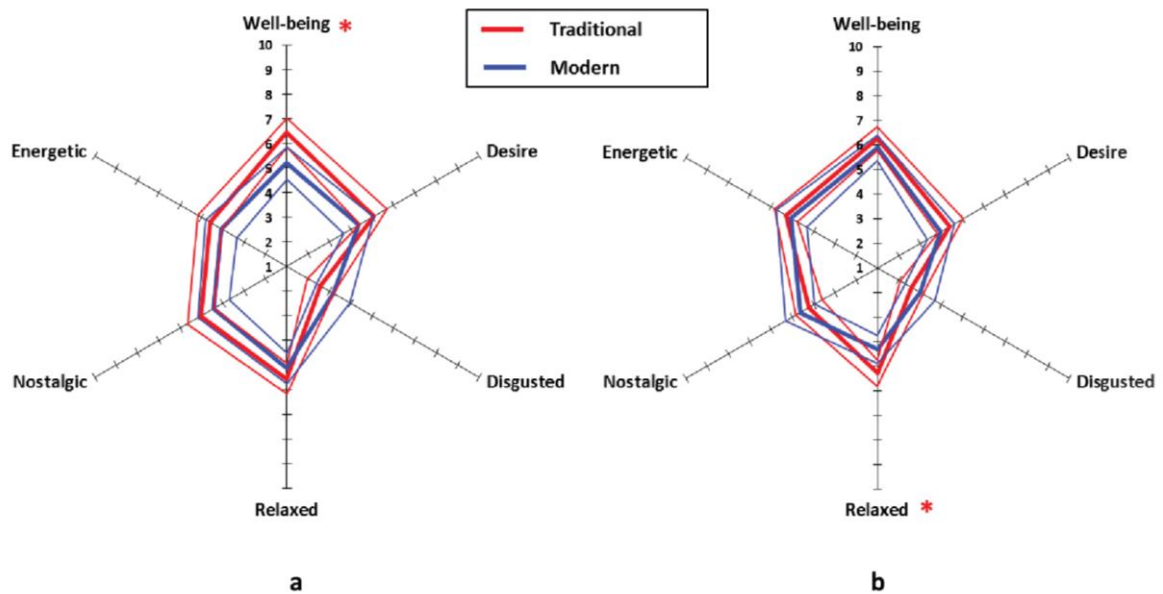 Well-being *
10
9
8
7
6
5
4
3
2
1
Energetic
Desire
Nostalgic
Disgusted
Relaxed
a
Traditional
Modern
Well-being
10
9
8
7
6
5
4
3
2
1
Energetic
Desire
Nostalgic
Disgusted
Relaxed *
b